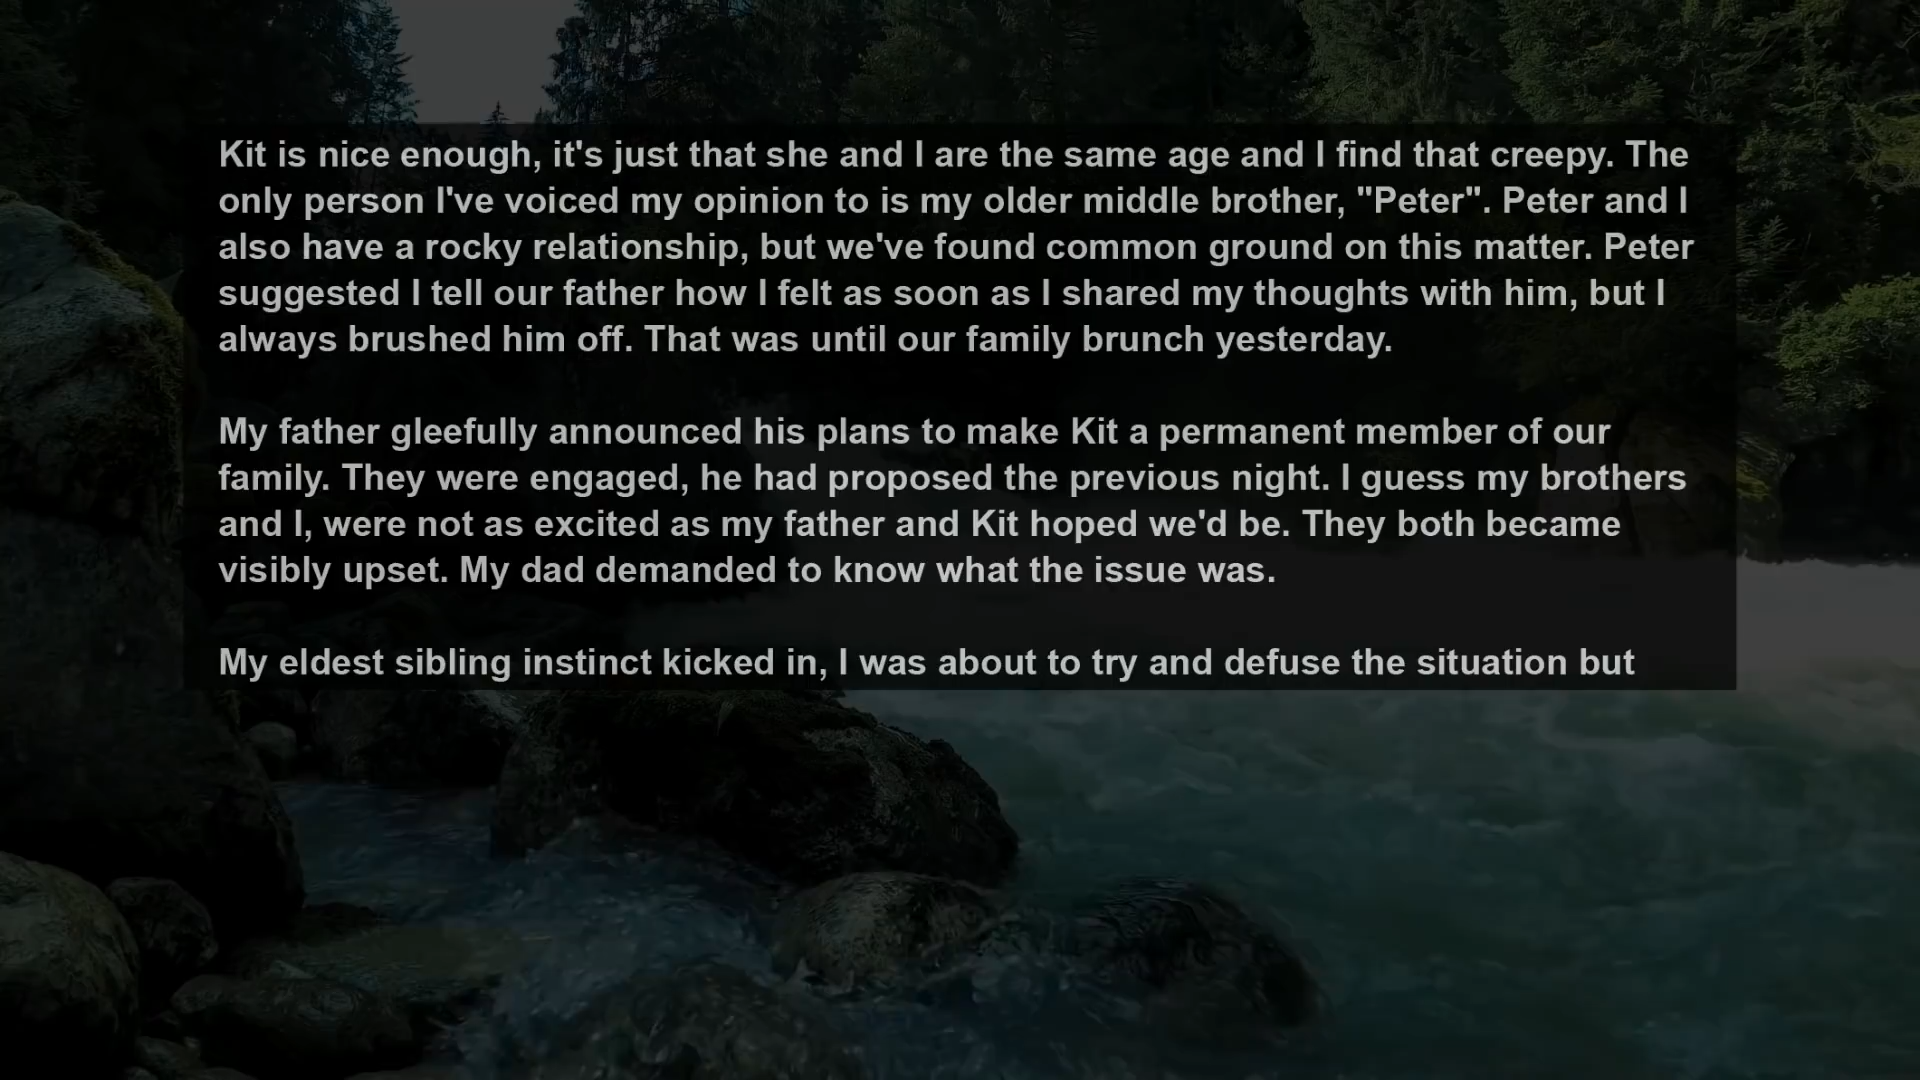 Kit is nice enough, it's just that she and I are the same age and I find that creepy. The
only person I've voiced my opinion to is my older middle brother, "Peter". Peter and I
also have a rocky relationship, but we've found common ground on this matter. Peter
suggested I tell our father how I felt as soon as I shared my thoughts with him, but I
always brushed him off. That was until our family brunch yesterday.
My father gleefully announced his plans to make Kit a permanent member of our
family. They were engaged, he had proposed the previous night. I guess my brothers
and I, were not as excited as my father and Kit hoped we'd be. They both became
visibly upset. My dad demanded to know what the issue was.
My eldest sibling instinct kicked in, I was about to try and defuse the situation but